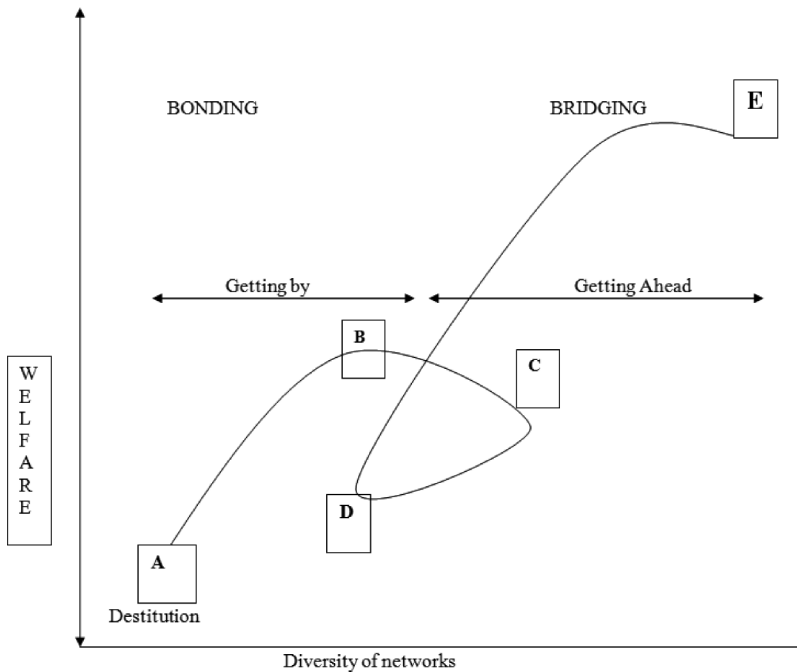 BONDING
BRIDGING
E
Getting by
Getting Ahead
B
C
W
E
L
F
A
R
E
D
A
Destitution
Diversity of networks